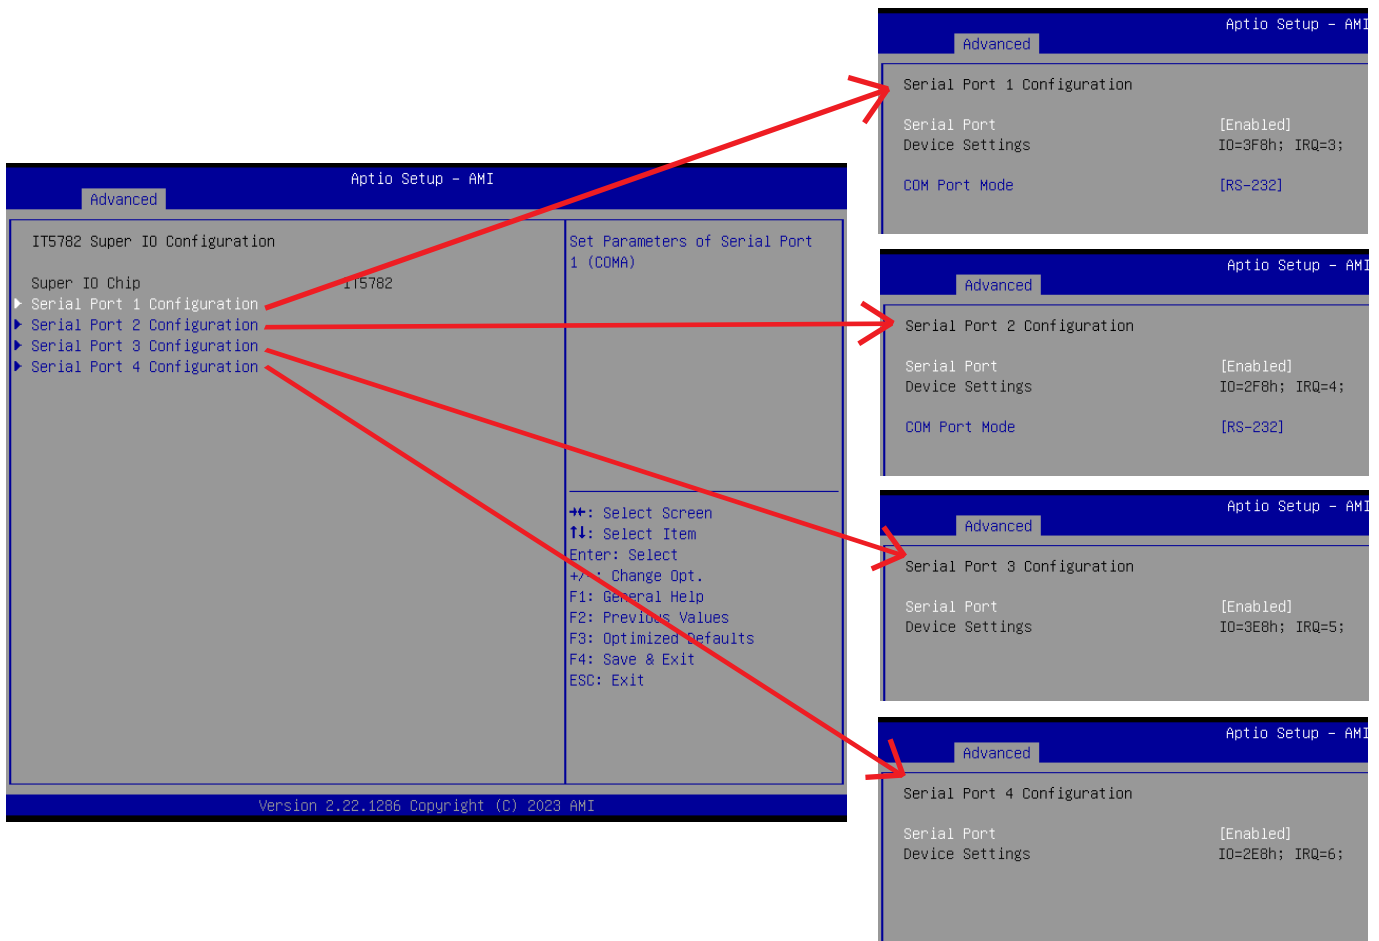 Aptio Setup – AMI
Advanced
IT5782 Super IO Configuration
Super IO Chip IT5782
Serial Port 1 Configuration
Serial Port 2 Configuration
Serial Port 3 Configuration
Serial Port 4 Configuration
Set Parameters of Serial Port
1 (COMA)
→←: Select Screen
↑↓: Select Item
Enter: Select
+/-: Change Opt.
F1: General Help
F2: Previous Values
F3: Optimized Defaults
F4: Save & Exit
ESC: Exit
Version 2.22.1286 Copyright (C) 2023 AMI
Aptio Setup – AMI
Advanced
Serial Port 1 Configuration
Serial Port [Enabled]
Device Settings IO=3F8h; IRQ=3;
COM Port Mode [RS-232]
Aptio Setup – AMI
Advanced
Serial Port 2 Configuration
Serial Port [Enabled]
Device Settings IO=2F8h; IRQ=4;
COM Port Mode [RS-232]
Aptio Setup – AMI
Advanced
Serial Port 3 Configuration
Serial Port [Enabled]
Device Settings IO=3E8h; IRQ=5;
Aptio Setup – AMI
Advanced
Serial Port 4 Configuration
Serial Port [Enabled]
Device Settings IO=2E8h; IRQ=6;